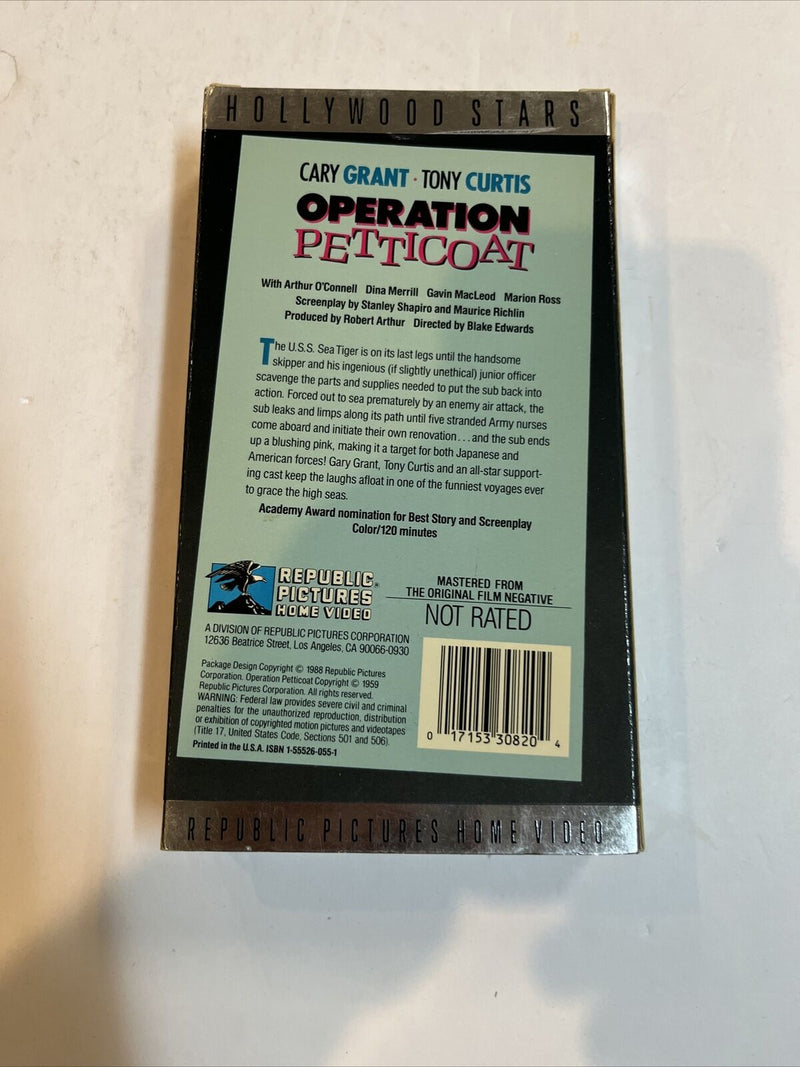 HOLLYWOOD STARS
CARY GRANT · TONY CURTIS
OPERATION
PETTICOAT
With Arthur O'Connell Dina Merrill Gavin MacLeod Marion Ross
Screenplay by Stanley Shapiro and Maurice Richlin
Produced by Robert Arthur Directed by Blake Edwards
The U.S.S. Sea Tiger is on its last legs until the handsome
skipper and his ingenious (if slightly unethical) junior officer
scavenge the parts and supplies needed to put the sub back into
action. Forced out to sea prematurely by an enemy air attack, the
sub leaks and limps along its path until five stranded Army nurses
come aboard and initiate their own renovation...and the sub ends
up a blushing pink, making it a target for both Japanese and
American forces! Gary Grant, Tony Curtis and an all-star support-
ing cast keep the laughs afloat in one of the funniest voyages ever
to grace the high seas.
Academy Award nomination for Best Story and Screenplay
Color/120 minutes
REPUBLIC
PICTURES
HOME VIDEO
MASTERED FROM
THE ORIGINAL FILM NEGATIVE
NOT RATED
A DIVISION OF REPUBLIC PICTURES CORPORATION
12636 Beatrice Street, Los Angeles, CA 90066-0930
Package Design Copyright © 1988 Republic Pictures
Corporation. Operation Petticoat Copyright © 1959
Republic Pictures Corporation. All rights reserved.
WARNING: Federal law provides severe civil and criminal
penalties for the unauthorized reproduction, distribution
or exhibition of copyrighted motion pictures and videotapes
(Title 17, United States Code, Sections 501 and 506).
Printed in the U.S.A. ISBN 1-55526-055-1
0 17153 30820 4
REPUBLIC PICTURES HOME VIDEO